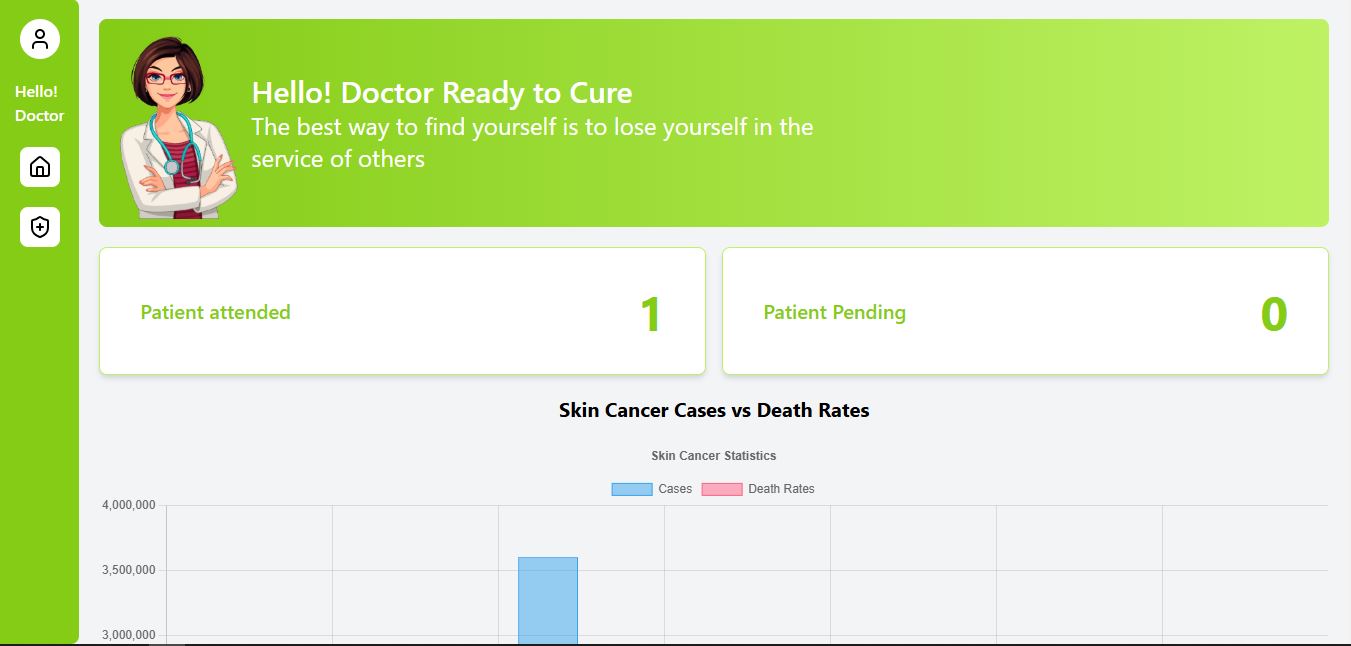 Hello!
Doctor
Hello! Doctor Ready to Cure
The best way to find yourself is to lose yourself in the
service of others
Patient attended
1
Patient Pending
0
Skin Cancer Cases vs Death Rates
Skin Cancer Statistics
Cases
Death Rates
4,000,000
3,500,000
3,000,000